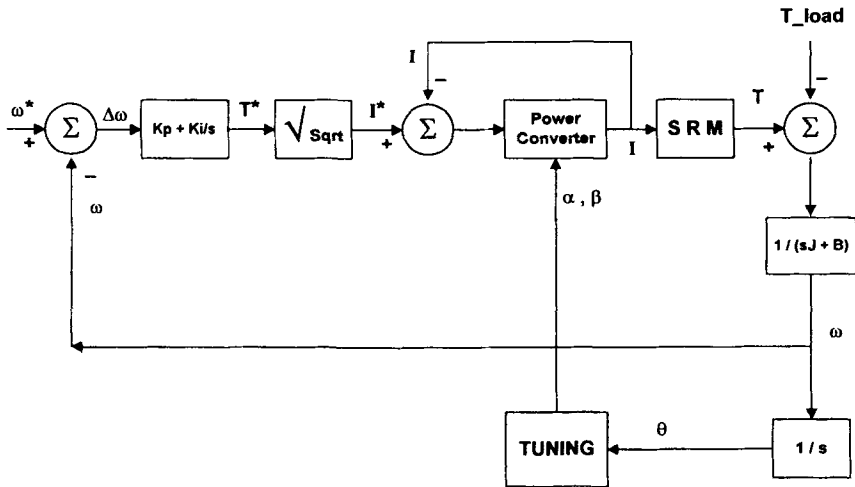 T_load
I
−
−
ω*
Δω
T*
I*
T
Σ
Kp + Ki/s
√ Sqrt
Σ
Power
Converter
S R M
Σ
+
+
I
+
−
α , β
ω
1 / (sJ + B)
ω
θ
TUNING
1 / s